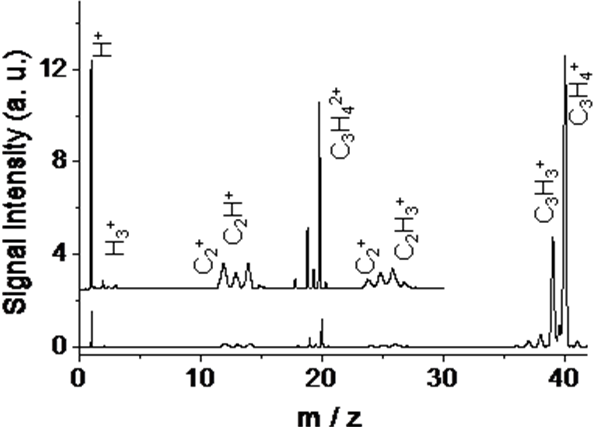 Signal Intensity (a. u.)
12
8
4
0
H⁺
H₃⁺
C₂⁺
C₂H⁺
C₃H₄²⁺
C₂⁺
C₂H₃⁺
C₃H₃⁺
C₃H₄⁺
0 10 20 30 40
m / z